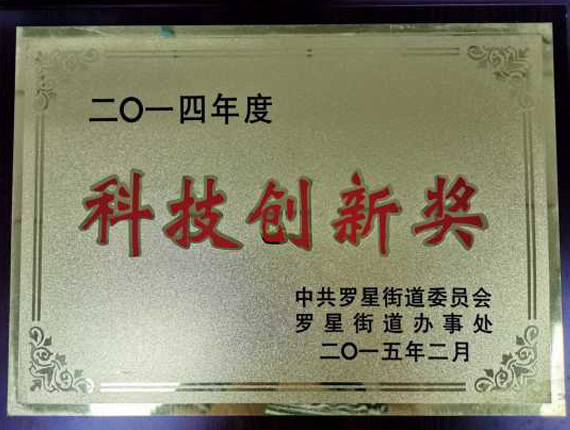 二〇一四年度
科技创新奖
中共罗星街道委员会
罗星街道办事处
二〇一五年二月